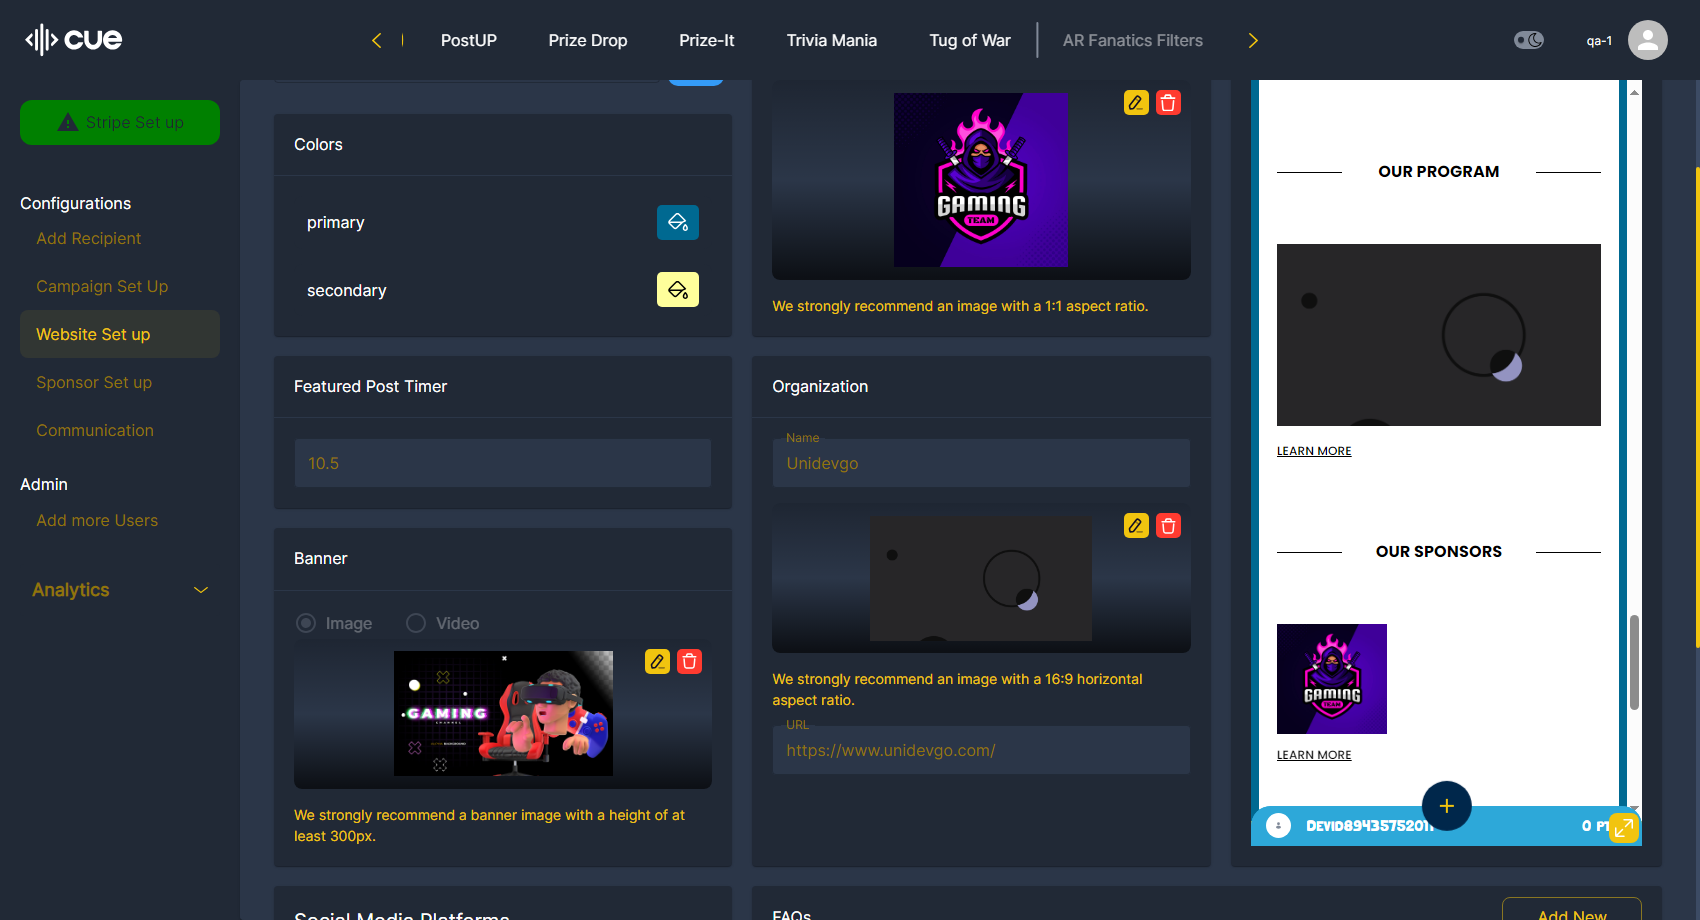 cue
PostUP
Prize Drop
Prize-It
Trivia Mania
Tug of War
AR Fanatics Filters
qa-1
Stripe Set up
Configurations
Add Recipient
Campaign Set Up
Website Set up
Sponsor Set up
Communication
Admin
Add more Users
Analytics
Colors
primary
secondary
Featured Post Timer
10.5
Banner
Image
Video
GAMING
We strongly recommend a banner image with a height of at
least 300px.
Social Media Platforms
GAMING
TEAM
We strongly recommend an image with a 1:1 aspect ratio.
Organization
Name
Unidevgo
We strongly recommend an image with a 16:9 horizontal
aspect ratio.
URL
https://www.unidevgo.com/
FAQs
Add New
OUR PROGRAM
LEARN MORE
OUR SPONSORS
GAMING
TEAM
LEARN MORE
0